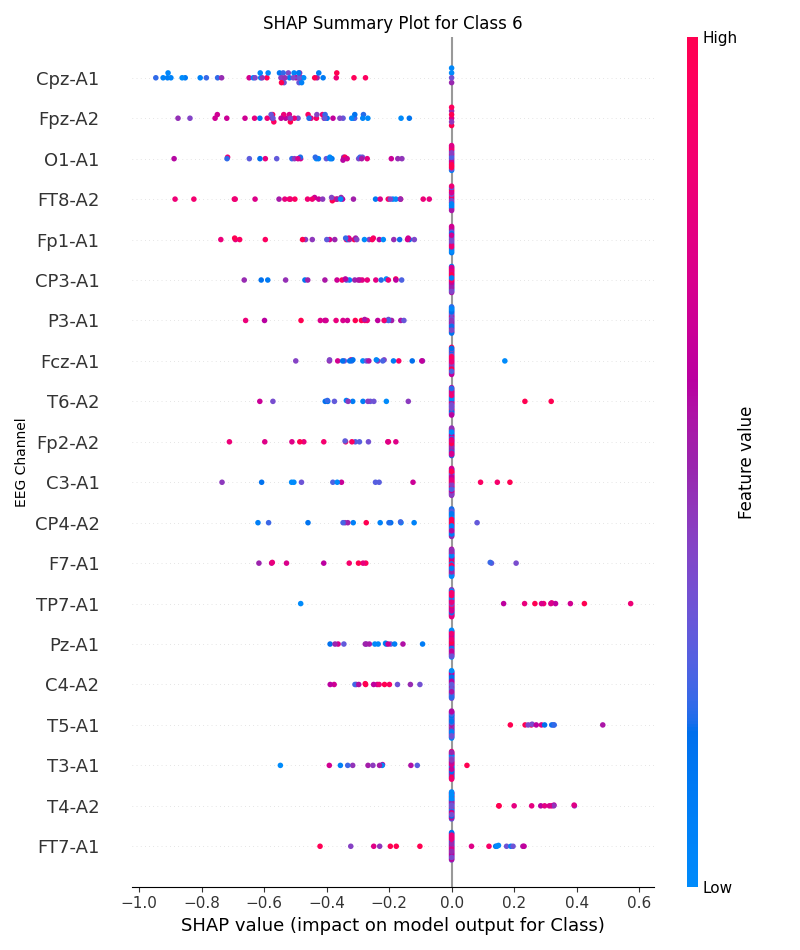 SHAP Summary Plot for Class 6
High
Cpz-A1
Fpz-A2
O1-A1
FT8-A2
Fp1-A1
CP3-A1
P3-A1
Fcz-A1
T6-A2
Fp2-A2
C3-A1
CP4-A2
F7-A1
TP7-A1
Pz-A1
C4-A2
T5-A1
T3-A1
T4-A2
FT7-A1
EEG Channel
Feature value
Low
−1.0 −0.8 −0.6 −0.4 −0.2 0.0 0.2 0.4 0.6
SHAP value (impact on model output for Class)